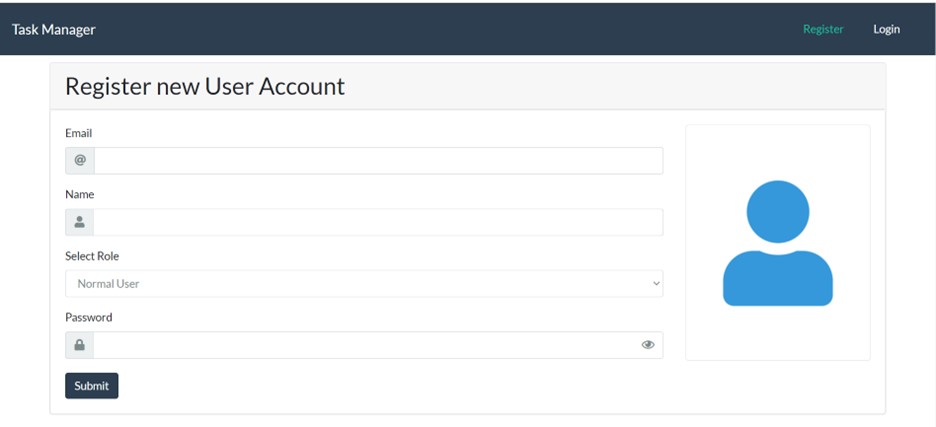 Task Manager
Register
Login
Register new User Account
Email
@
Name
Select Role
Normal User
Password
Submit